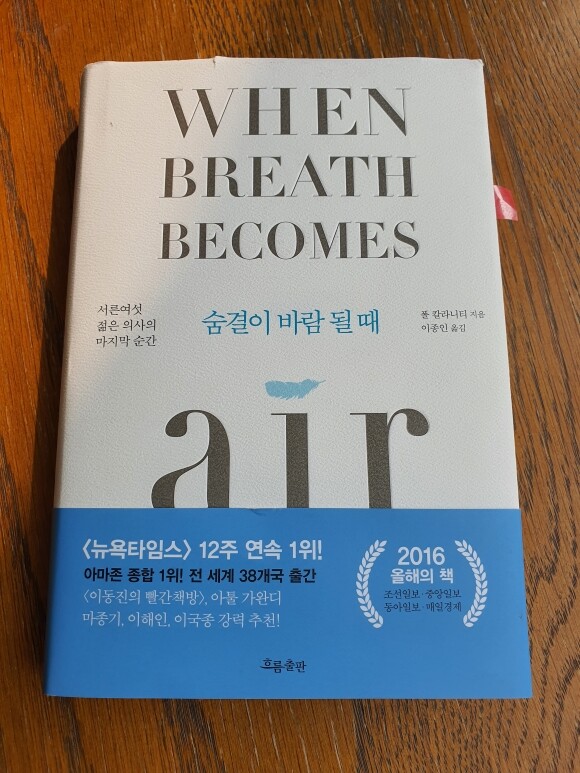 WHEN
BREATH
BECOMES
서른여섯
젊은 의사의
마지막 순간
숨결이 바람 될 때
폴 칼라니티 지음
이종인 옮김
air
〈뉴욕타임스〉 12주 연속 1위!
아마존 종합 1위! 전 세계 38개국 출간
〈이동진의 빨간책방〉, 아툴 가완디
마종기, 이해인, 이국종 강력 추천!
2016
올해의 책
조선일보·중앙일보
동아일보·매일경제
흐름출판